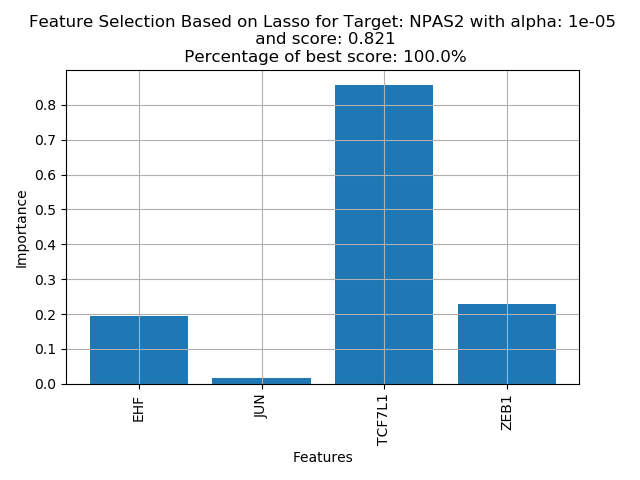 Feature Selection Based on Lasso for Target: NPAS2 with alpha: 1e-05
and score: 0.821
Percentage of best score: 100.0%
0.8
0.7
0.6
0.5
0.4
0.3
0.2
0.1
0.0
Importance
EHF
JUN
TCF7L1
ZEB1
Features